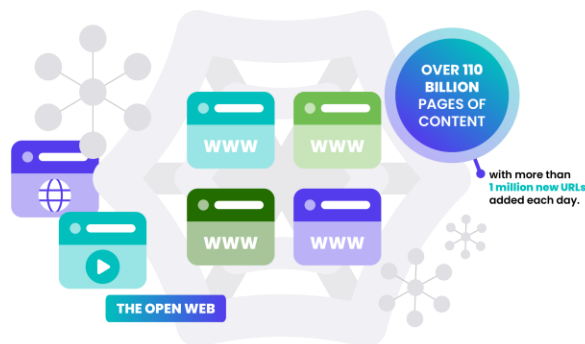 OVER 110
BILLION
PAGES OF
CONTENT
www
www
with more than
1 million new URLs
added each day.
www
www
THE OPEN WEB